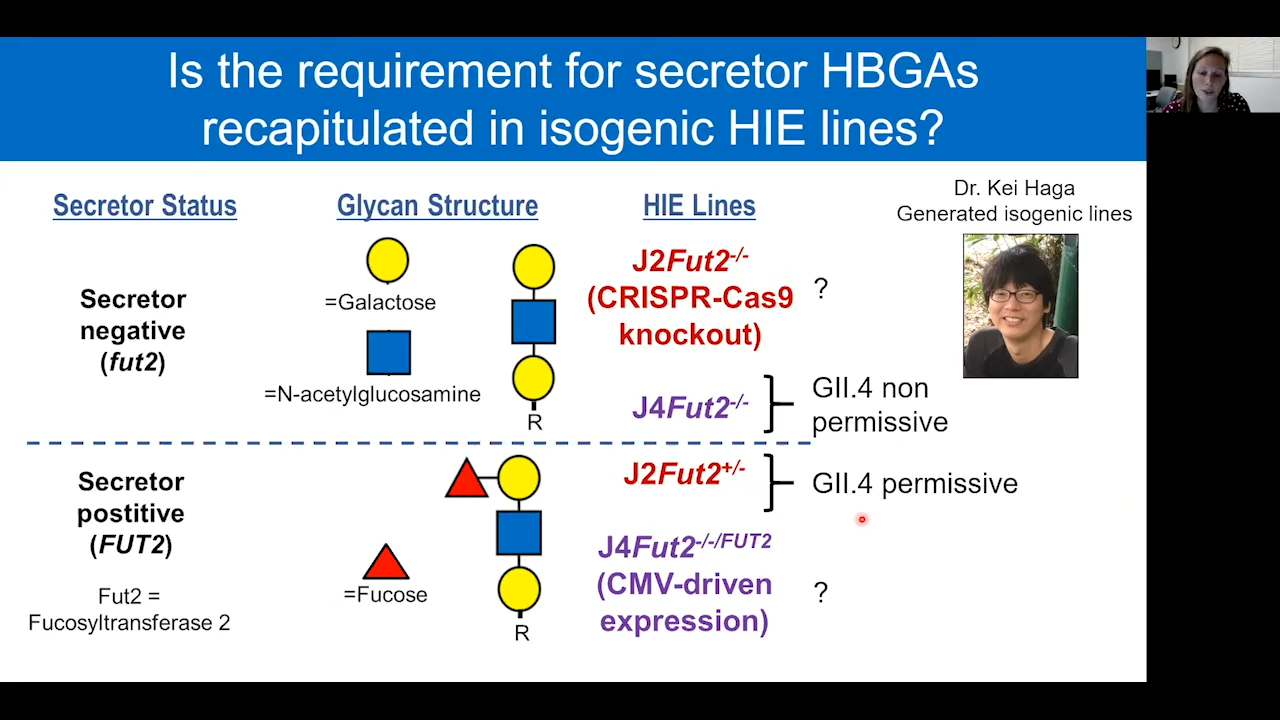 Is the requirement for secretor HBGAs
recapitulated in isogenic HIE lines?
Secretor Status
Glycan Structure
HIE Lines
Dr. Kei Haga
Generated isogenic lines
Secretor
negative
(fut2)
=Galactose
=N-acetylglucosamine
R
J2Fut2-/-
(CRISPR-Cas9
knockout)
?
J4Fut2-/-
GII.4 non
permissive
Secretor
postitive
(FUT2)
Fut2 =
Fucosyltransferase 2
=Fucose
R
J2Fut2+/-
GII.4 permissive
J4Fut2-/-/FUT2
(CMV-driven
expression)
?